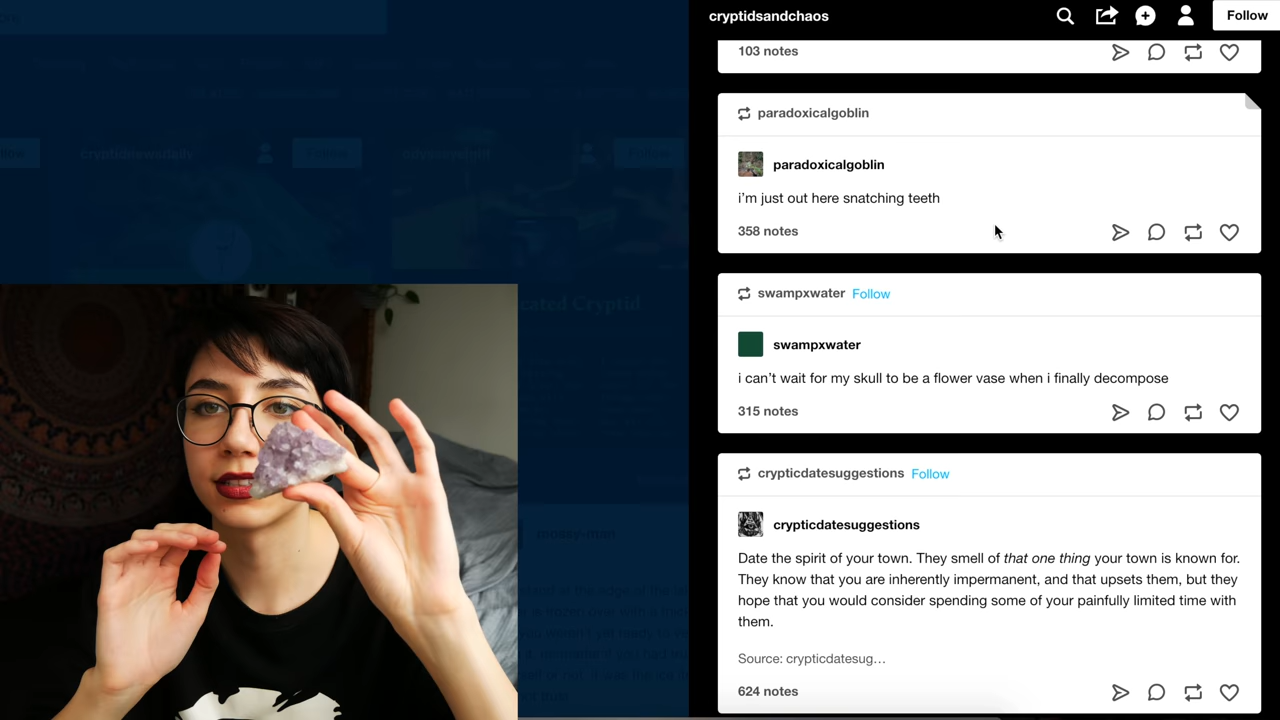 cryptidsandchaos
Follow
103 notes
paradoxicalgoblin
paradoxicalgoblin
i’m just out here snatching teeth
358 notes
swampxwater Follow
swampxwater
i can’t wait for my skull to be a flower vase when i finally decompose
315 notes
crypticdatesuggestions Follow
crypticdatesuggestions
Date the spirit of your town. They smell of that one thing your town is known for.
They know that you are inherently impermanent, and that upsets them, but they
hope that you would consider spending some of your painfully limited time with
them.
Source: crypticdatesug…
624 notes